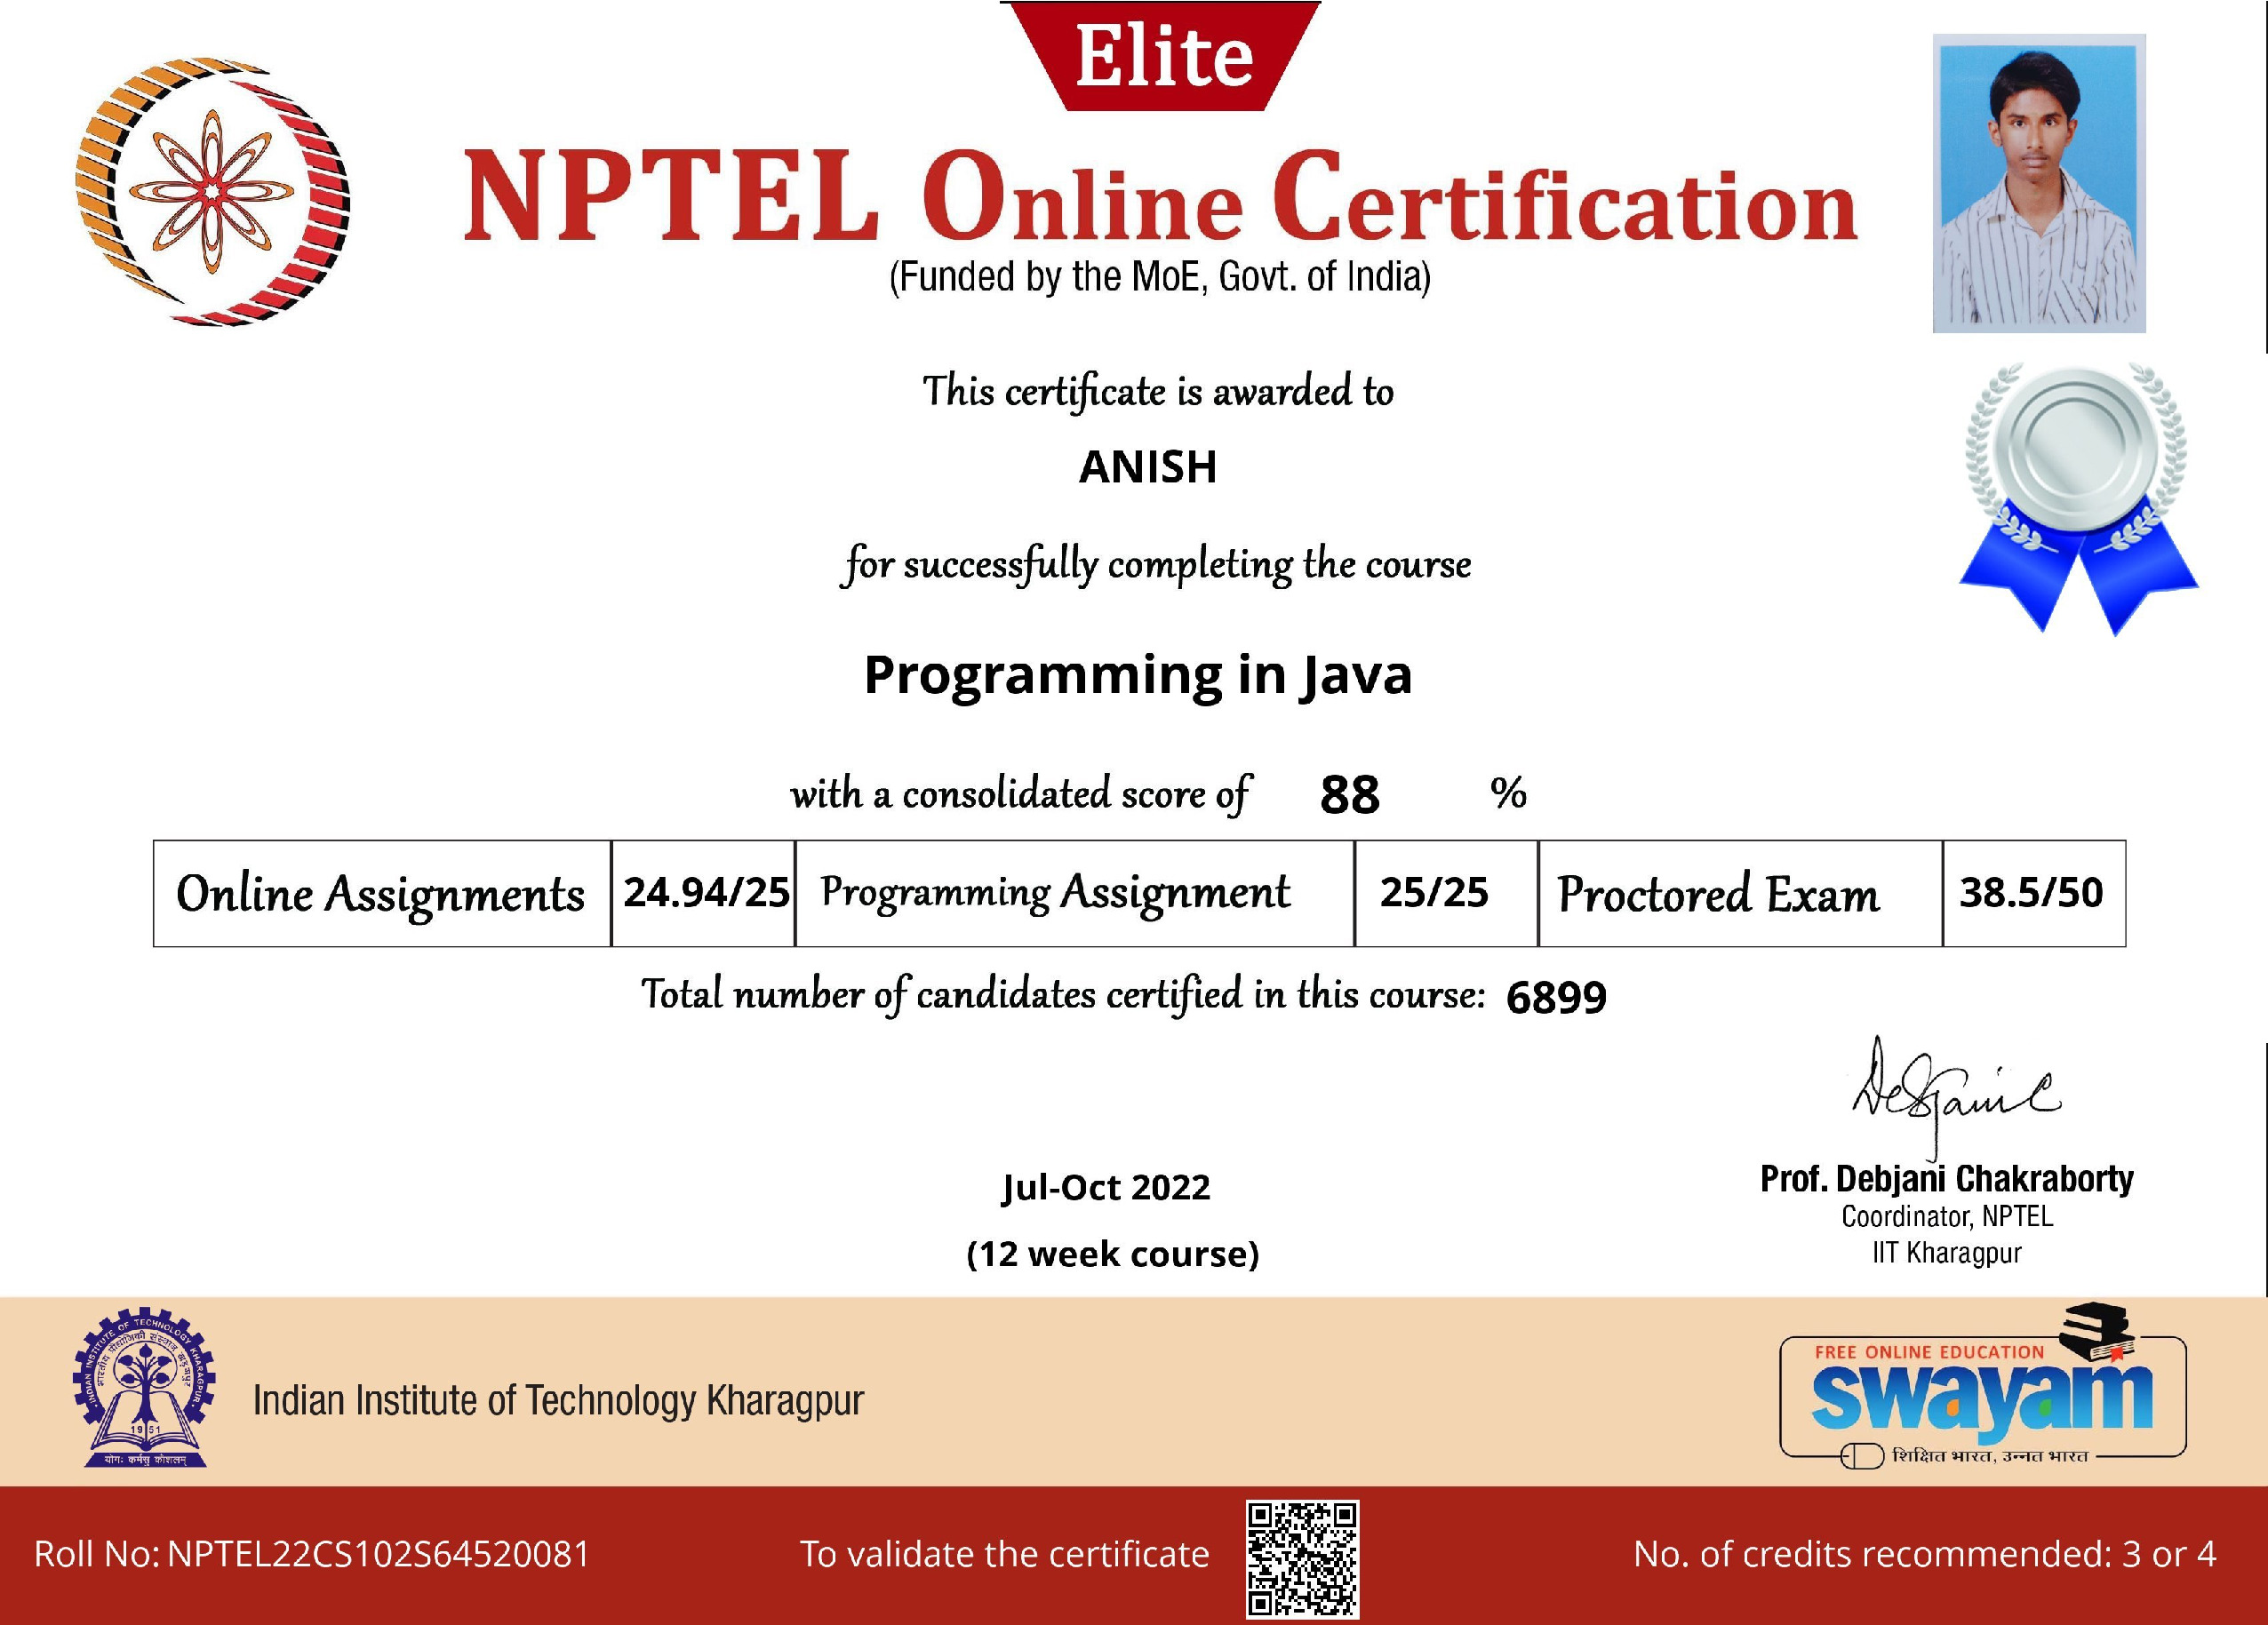 Elite
NPTEL Online Certification
(Funded by the MoE, Govt. of India)
This certificate is awarded to
ANISH
for successfully completing the course
Programming in Java
with a consolidated score of 88 %
Online Assignments 24.94/25 Programming Assignment 25/25 Proctored Exam 38.5/50
Total number of candidates certified in this course: 6899
Jul-Oct 2022
(12 week course)
Prof. Debjani Chakraborty
Coordinator, NPTEL
IIT Kharagpur
INDIAN INSTITUTE OF TECHNOLOGY KHARAGPUR
भारतीय प्रौद्योगिकी संस्थान खड़गपुर
1951
योगः कर्मसु कौशलम्
Indian Institute of Technology Kharagpur
FREE ONLINE EDUCATION
swayam
शिक्षित भारत, उन्नत भारत
Roll No: NPTEL22CS102S64520081
To validate the certificate
No. of credits recommended: 3 or 4